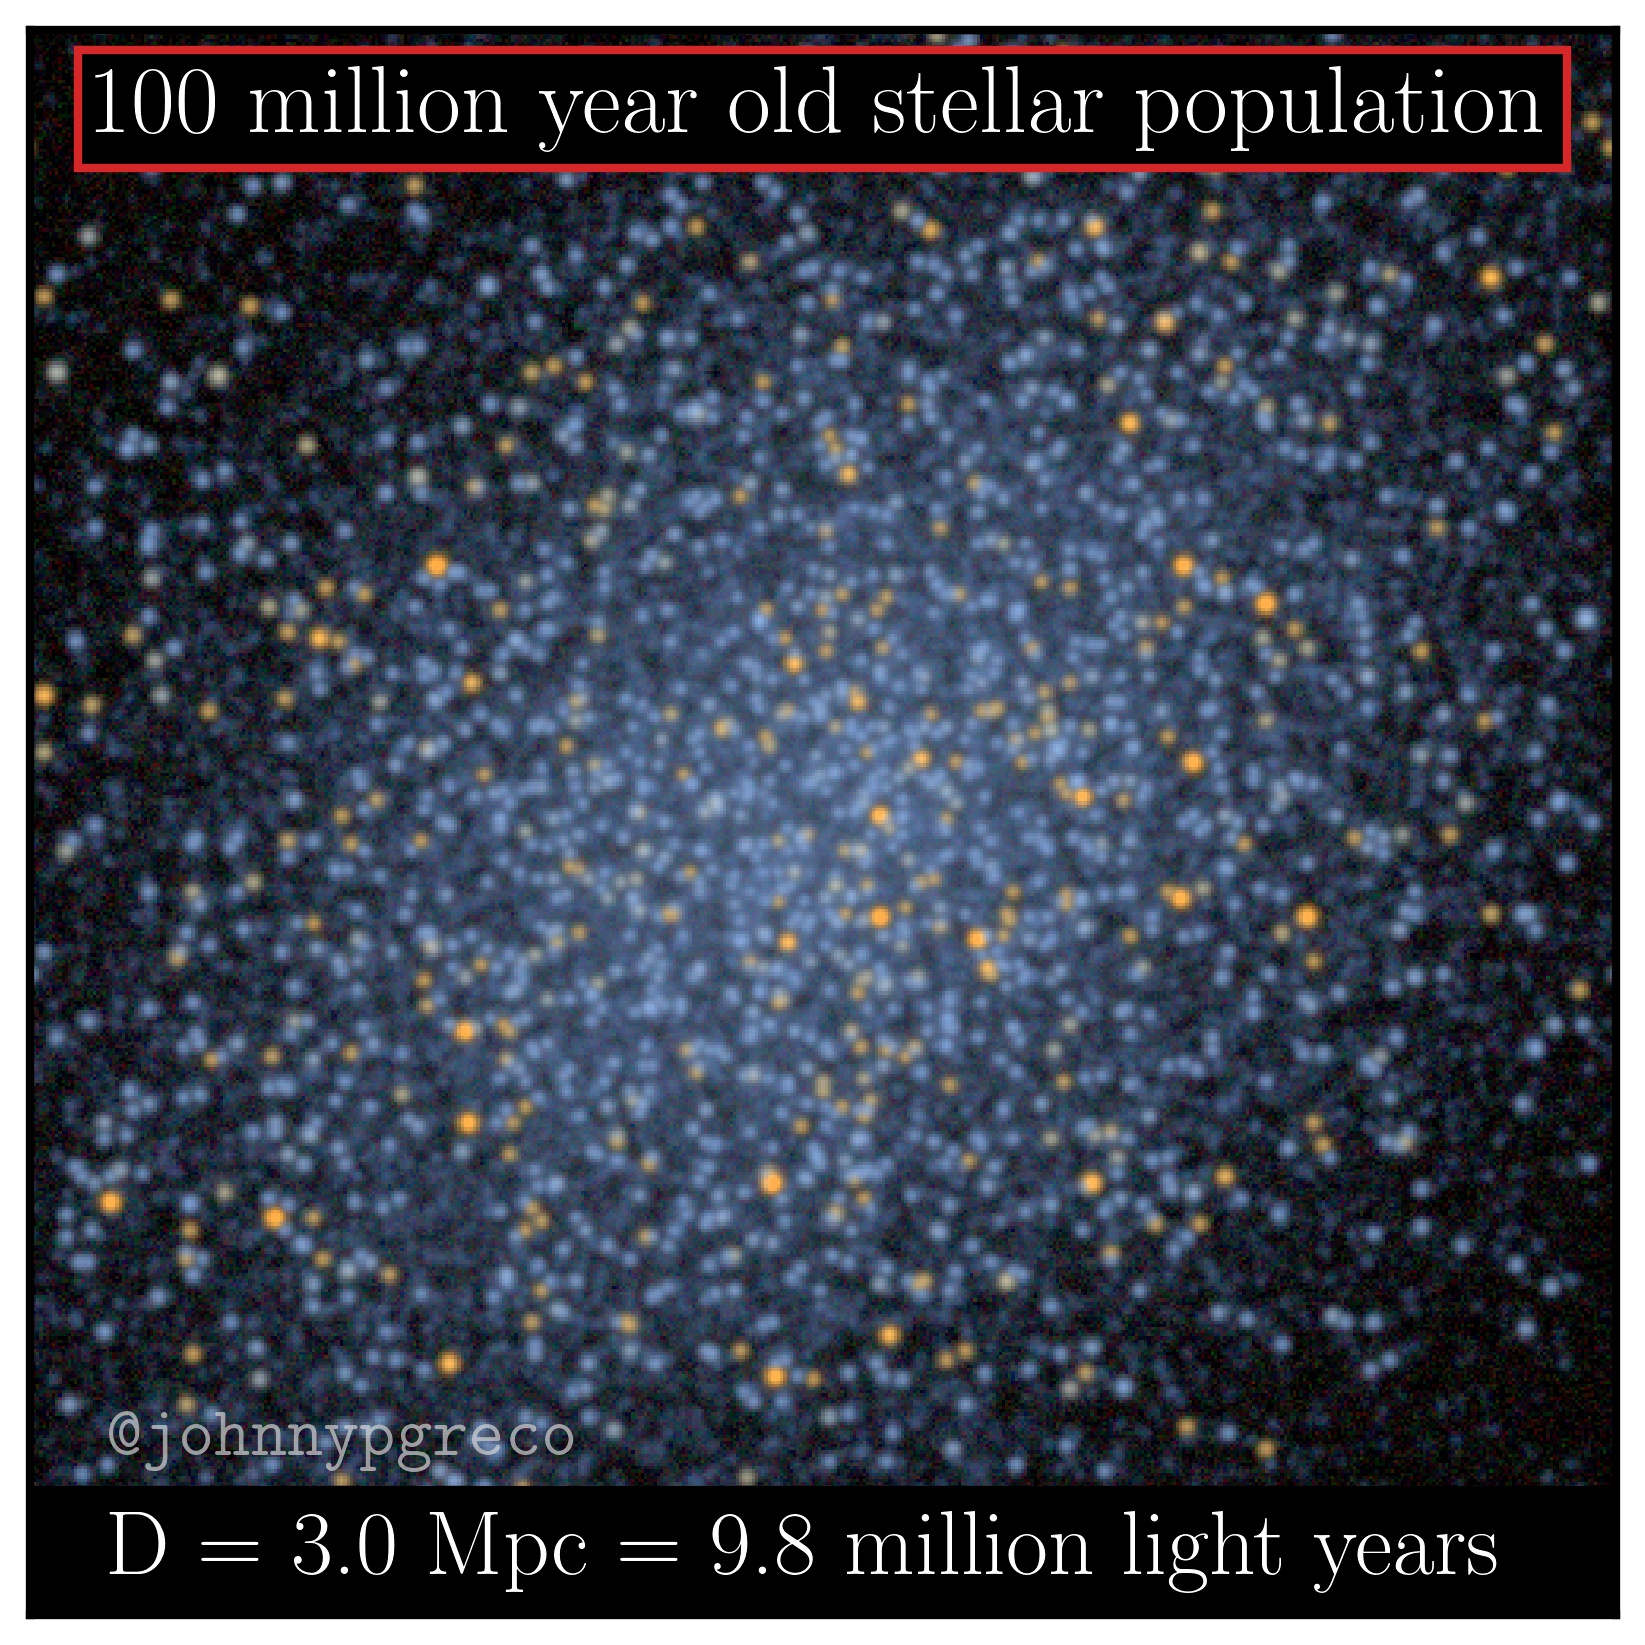 100 million year old stellar population
@johnnypgreco
D = 3.0 Mpc = 9.8 million light years